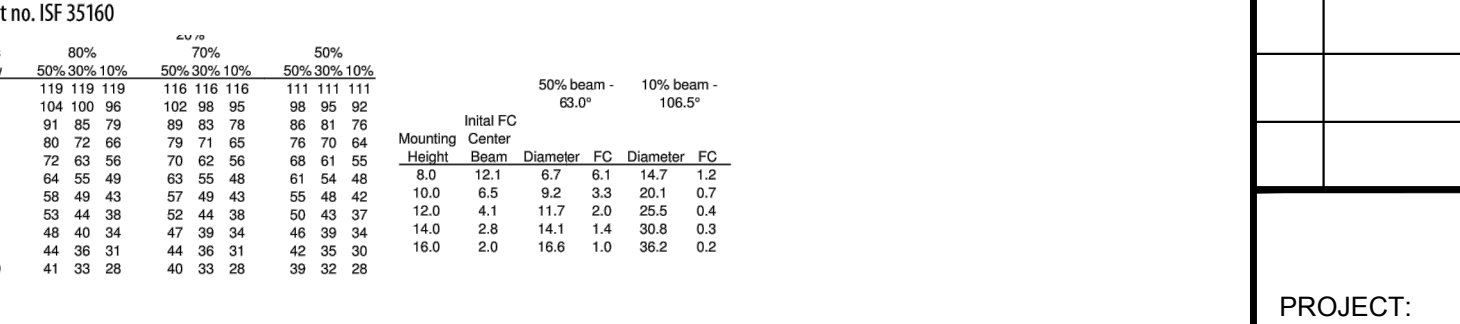 t no. ISF 35160
20%
80% 70% 50%
50% 30% 10% 50% 30% 10% 50% 30% 10%
119 119 119 116 116 116 111 111 111
104 100 96 102 98 95 98 95 92
91 85 79 89 83 78 86 81 76
80 72 66 79 71 65 76 70 64
72 63 56 70 62 56 68 61 55
64 55 49 63 55 48 61 54 48
58 49 43 57 49 43 55 48 42
53 44 38 52 44 38 50 43 37
48 40 34 47 39 34 46 39 34
44 36 31 44 36 31 42 35 30
41 33 28 40 33 28 39 32 28
50% beam - 10% beam -
63.0° 106.5°
Inital FC
Mounting Center
Height Beam Diameter FC Diameter FC
8.0 12.1 6.7 6.1 14.7 1.2
10.0 6.5 9.2 3.3 20.1 0.7
12.0 4.1 11.7 2.0 25.5 0.4
14.0 2.8 14.1 1.4 30.8 0.3
16.0 2.0 16.6 1.0 36.2 0.2
PROJECT: